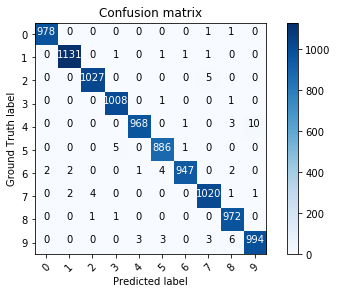 Confusion matrix
Ground Truth label
0 978 0 0 0 0 0 0 1 1 0
1 0 1131 0 1 0 1 1 1 0 0
2 0 0 1027 0 0 0 0 5 0 0
3 0 0 0 1008 0 1 0 0 1 0
4 0 0 0 0 968 0 1 0 3 10
5 0 0 0 5 0 886 1 0 0 0
6 2 2 0 0 1 4 947 0 2 0
7 0 2 4 0 0 0 0 1020 1 1
8 0 0 1 1 0 0 0 0 972 0
9 0 0 0 0 3 3 0 3 6 994
0 1 2 3 4 5 6 7 8 9
Predicted label
1000
800
600
400
200
0